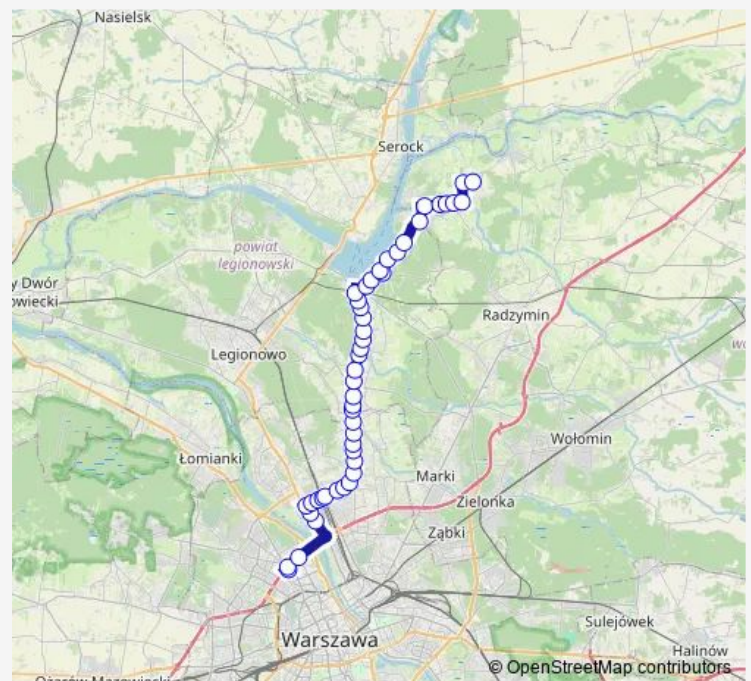 Nasielsk
Serock
powiat
legionowski
y Dwór
owiecki
Radzymin
Legionowo
Wołomin
Łomianki
Marki
Zielonka
Ząbki
Sulejówek
Warszawa
Halinów
© OpenStreetMap contributors